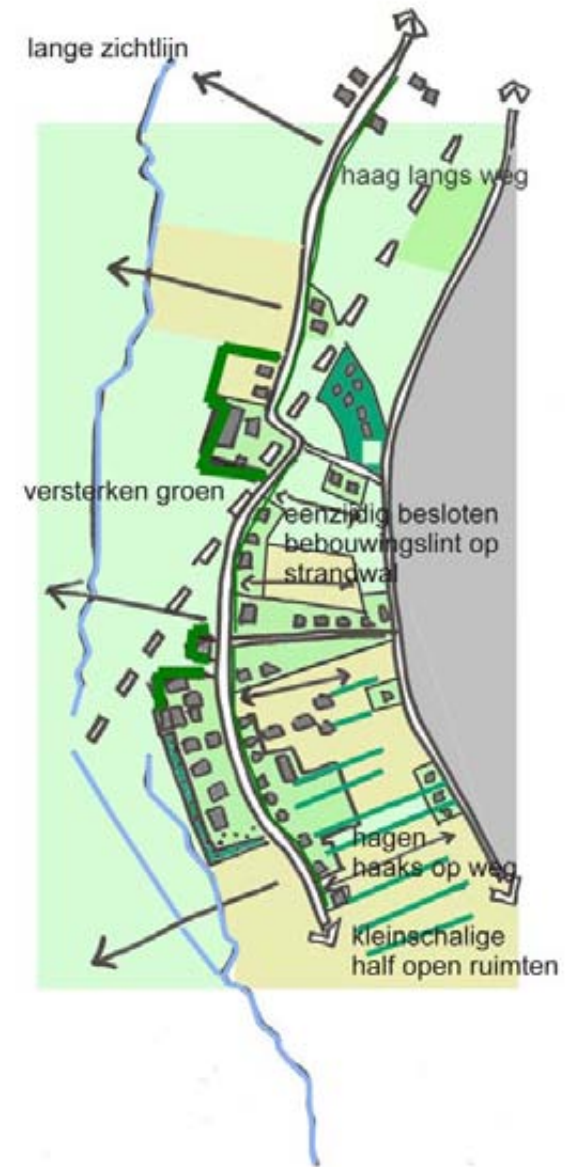 lange zichtlijn
haag langs weg
versterken groen
eenzijdig besloten
bebouwingslint op
strandwal
hagen
haaks op weg
kleinschalige
half open ruimten